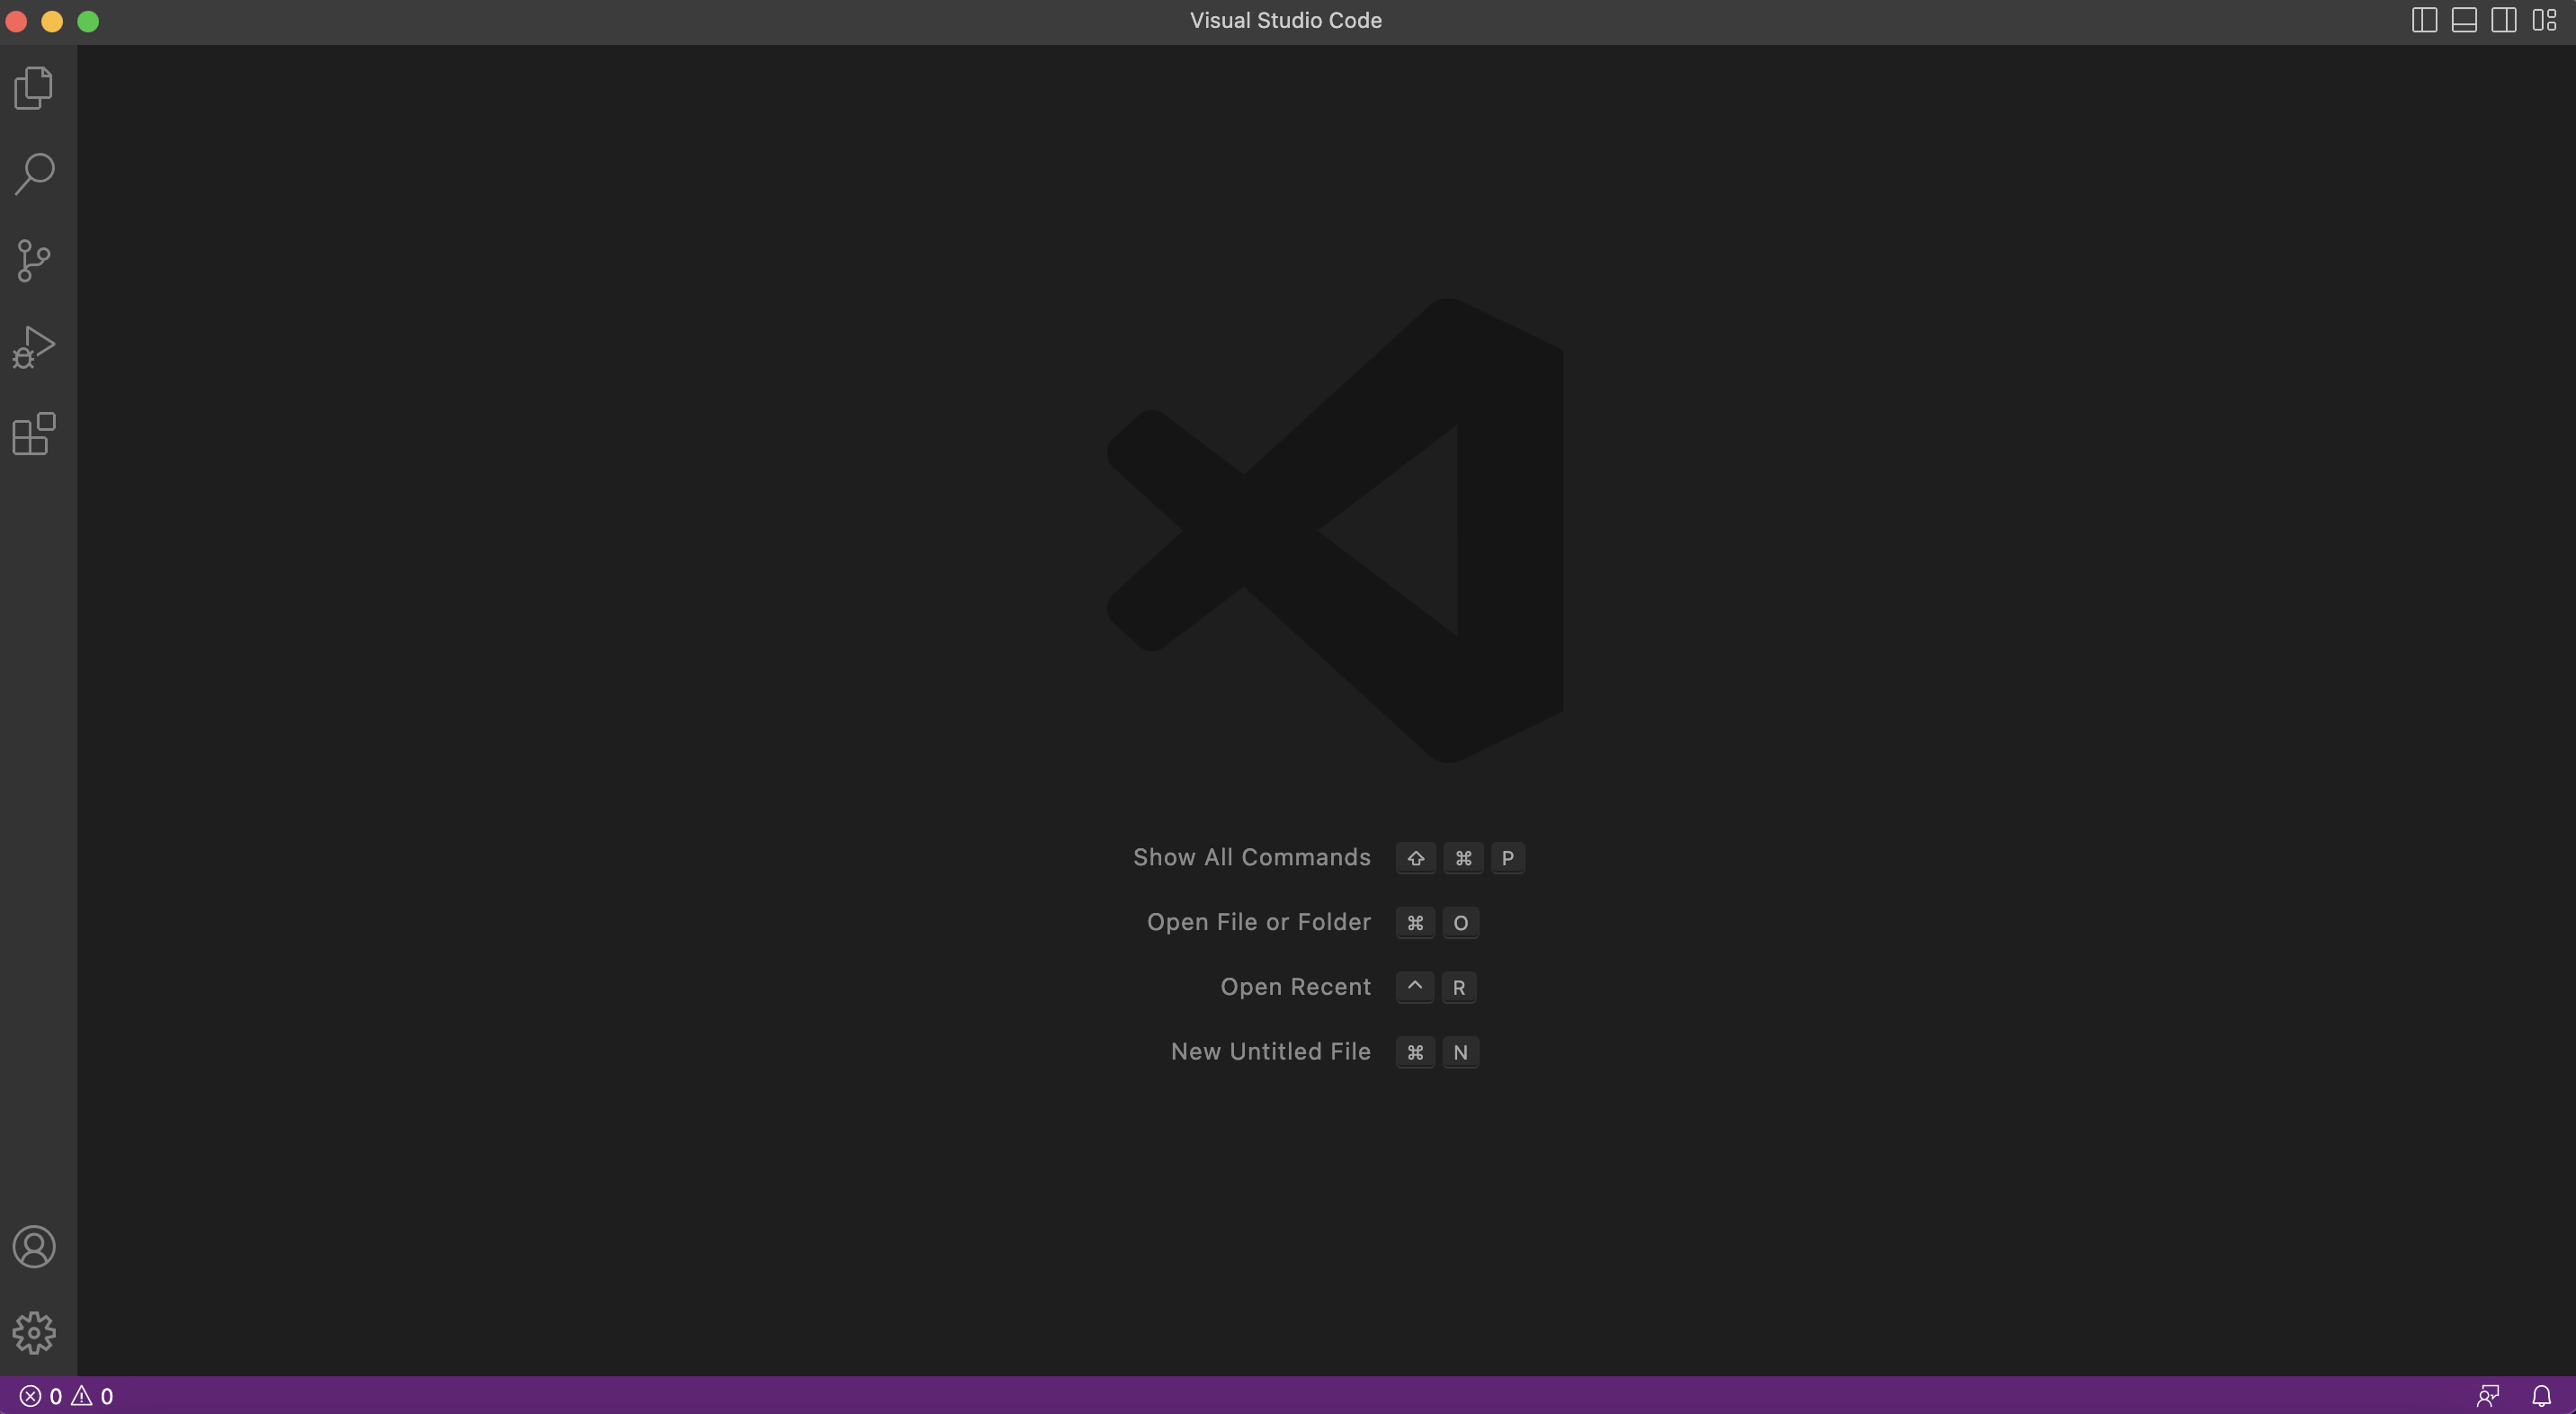 Visual Studio Code
Show All Commands ⇧ ⌘ P
Open File or Folder ⌘ O
Open Recent ^ R
New Untitled File ⌘ N
0 0